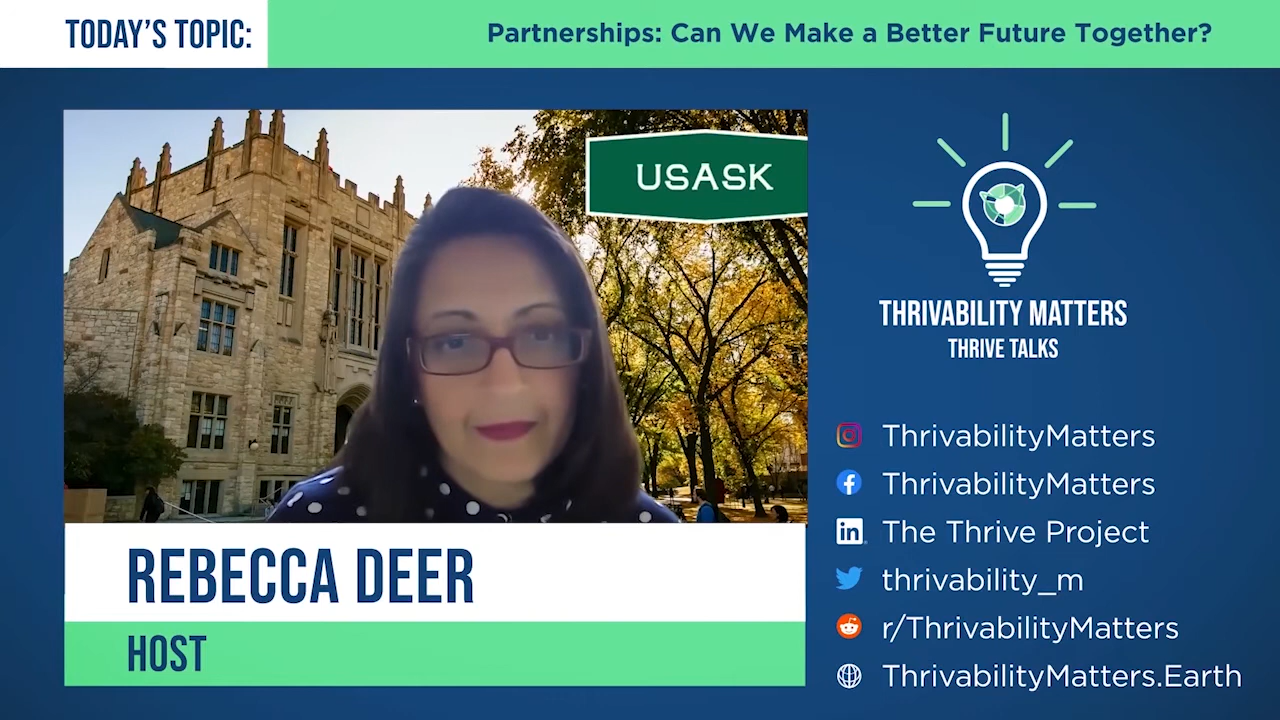 TODAY'S TOPIC:
Partnerships: Can We Make a Better Future Together?
USASK
REBECCA DEER
HOST
THRIVABILITY MATTERS
THRIVE TALKS
ThrivabilityMatters
ThrivabilityMatters
in The Thrive Project
thrivability_m
r/ThrivabilityMatters
ThrivabilityMatters.Earth